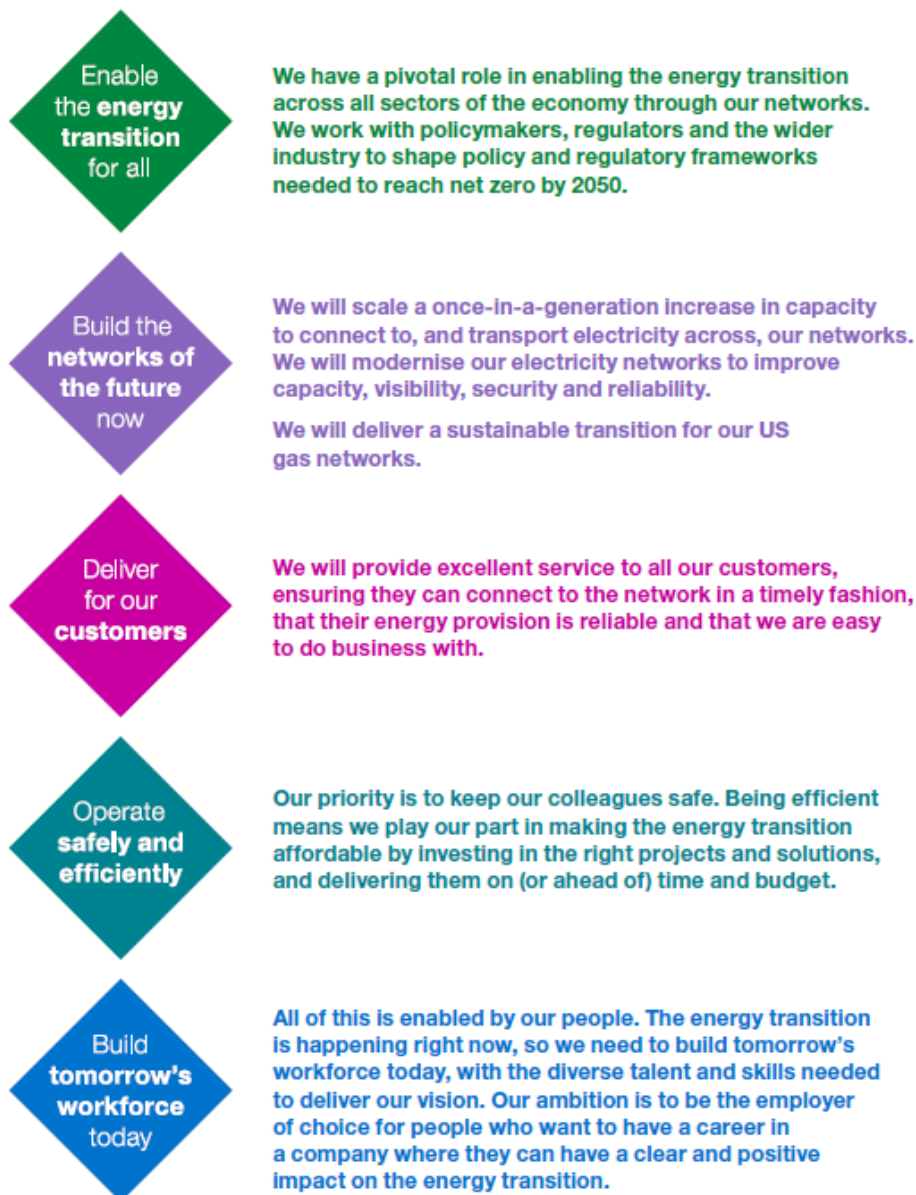 Enable
the energy
transition
for all
We have a pivotal role in enabling the energy transition
across all sectors of the economy through our networks.
We work with policymakers, regulators and the wider
industry to shape policy and regulatory frameworks
needed to reach net zero by 2050.
Build the
networks of
the future
now
We will scale a once-in-a-generation increase in capacity
to connect to, and transport electricity across, our networks.
We will modernise our electricity networks to improve
capacity, visibility, security and reliability.
We will deliver a sustainable transition for our US
gas networks.
Deliver
for our
customers
We will provide excellent service to all our customers,
ensuring they can connect to the network in a timely fashion,
that their energy provision is reliable and that we are easy
to do business with.
Operate
safely and
efficiently
Our priority is to keep our colleagues safe. Being efficient
means we play our part in making the energy transition
affordable by investing in the right projects and solutions,
and delivering them on (or ahead of) time and budget.
Build
tomorrow's
workforce
today
All of this is enabled by our people. The energy transition
is happening right now, so we need to build tomorrow's
workforce today, with the diverse talent and skills needed
to deliver our vision. Our ambition is to be the employer
of choice for people who want to have a career in
a company where they can have a clear and positive
impact on the energy transition.